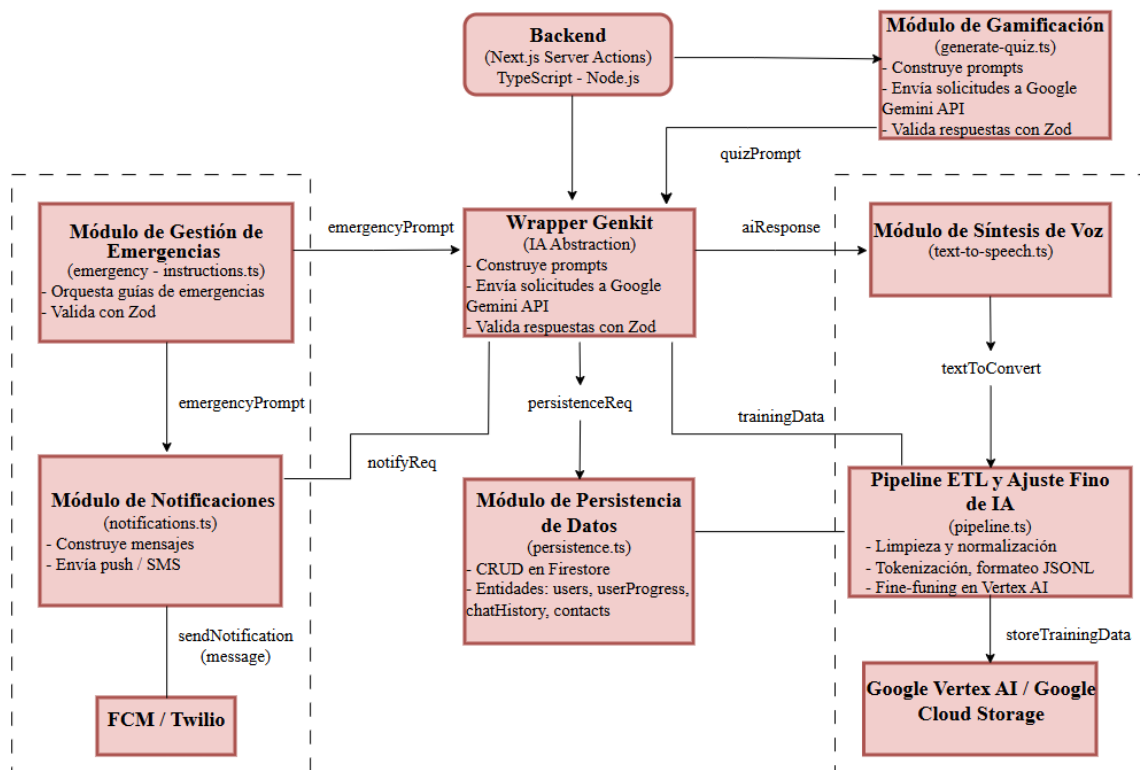 Backend
(Next.js Server Actions)
TypeScript - Node.js
Módulo de Gamificación
(generate-quiz.ts)
- Construye prompts
- Envía solicitudes a Google
Gemini API
- Valida respuestas con Zod
quizPrompt
Módulo de Gestión de
Emergencias
(emergency - instructions.ts)
- Orquesta guías de emergencias
- Valida con Zod
emergencyPrompt
Wrapper Genkit
(IA Abstraction)
- Construye prompts
- Envía solicitudes a Google
Gemini API
- Valida respuestas con Zod
aiResponse
Módulo de Síntesis de Voz
(text-to-speech.ts)
textToConvert
emergencyPrompt
persistenceReq
trainingData
notifyReq
Módulo de Notificaciones
(notifications.ts)
- Construye mensajes
- Envía push / SMS
Módulo de Persistencia
de Datos
(persistence.ts)
- CRUD en Firestore
- Entidades: users, userProgress,
chatHistory, contacts
Pipeline ETL y Ajuste Fino
de IA
(pipeline.ts)
- Limpieza y normalización
- Tokenización, formateo JSONL
- Fine-funing en Vertex AI
sendNotification
(message)
storeTrainingData
FCM / Twilio
Google Vertex AI / Google
Cloud Storage